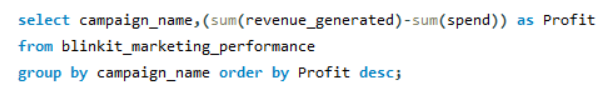 select campaign_name,(sum(revenue_generated)-sum(spend)) as Profit
from blinkit_marketing_performance
group by campaign_name order by Profit desc;